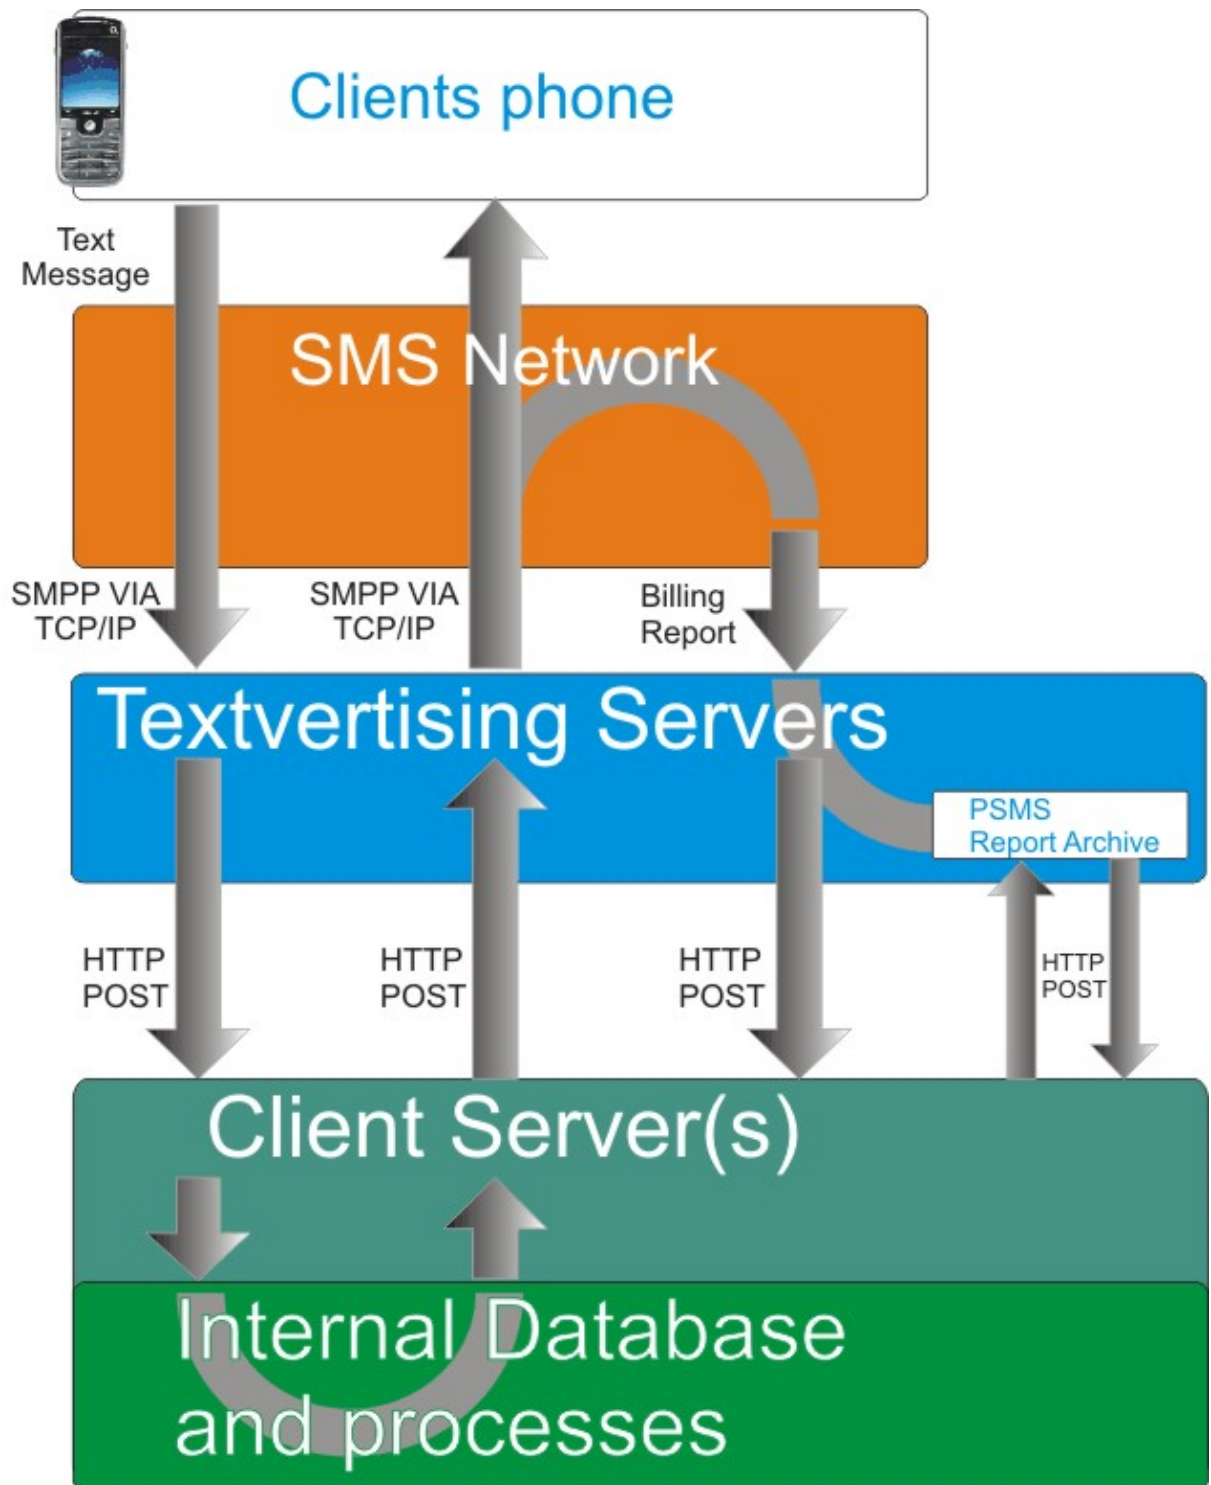 Clients phone
Text
Message
SMS Network
SMPP VIA
TCP/IP
SMPP VIA
TCP/IP
Billing
Report
Textvertising Servers
PSMS
Report Archive
HTTP
POST
HTTP
POST
HTTP
POST
HTTP
POST
Client Server(s)
Internal Database
and processes